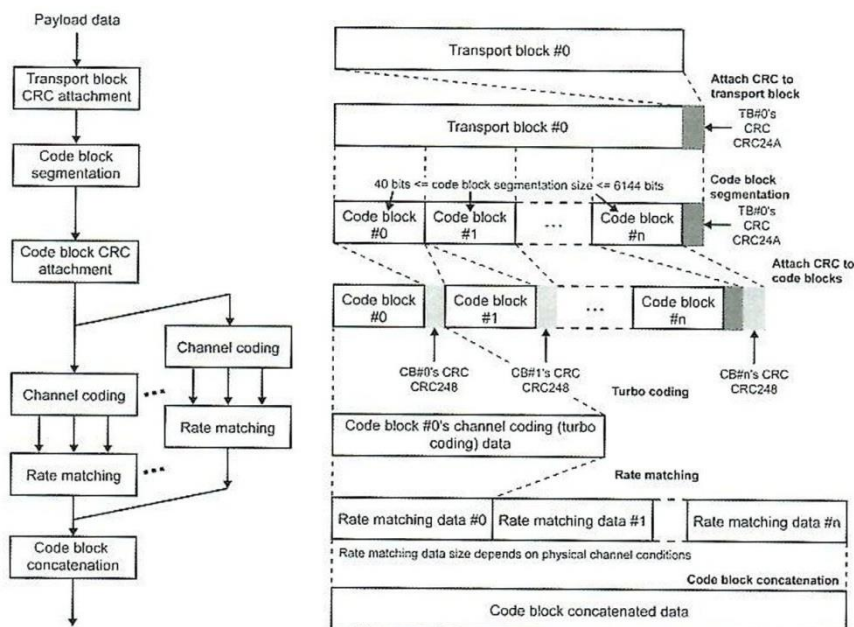 Payload data
Transport block
CRC attachment
Code block
segmentation
Code block CRC
attachment
Channel coding
Channel coding
Rate matching
Rate matching
Code block
concatenation
Transport block #0
Attach CRC to
transport block
Transport block #0
TB#0's
CRC
CRC24A
40 bits <= code block segmentation size <= 6144 bits
Code block
segmentation
Code block
#0
Code block
#1
...
Code block
#n
TB#0's
CRC
CRC24A
Attach CRC to
code blocks
Code block
#0
Code block
#1
...
Code block
#n
CB#0's CRC
CRC248
CB#1's CRC
CRC248
CB#n's CRC
CRC248
Turbo coding
Code block #0's channel coding (turbo
coding) data
Rate matching
Rate matching data #0
Rate matching data #1
Rate matching data #n
Rate matching data size depends on physical channel conditions
Code block concatenation
Code block concatenated data